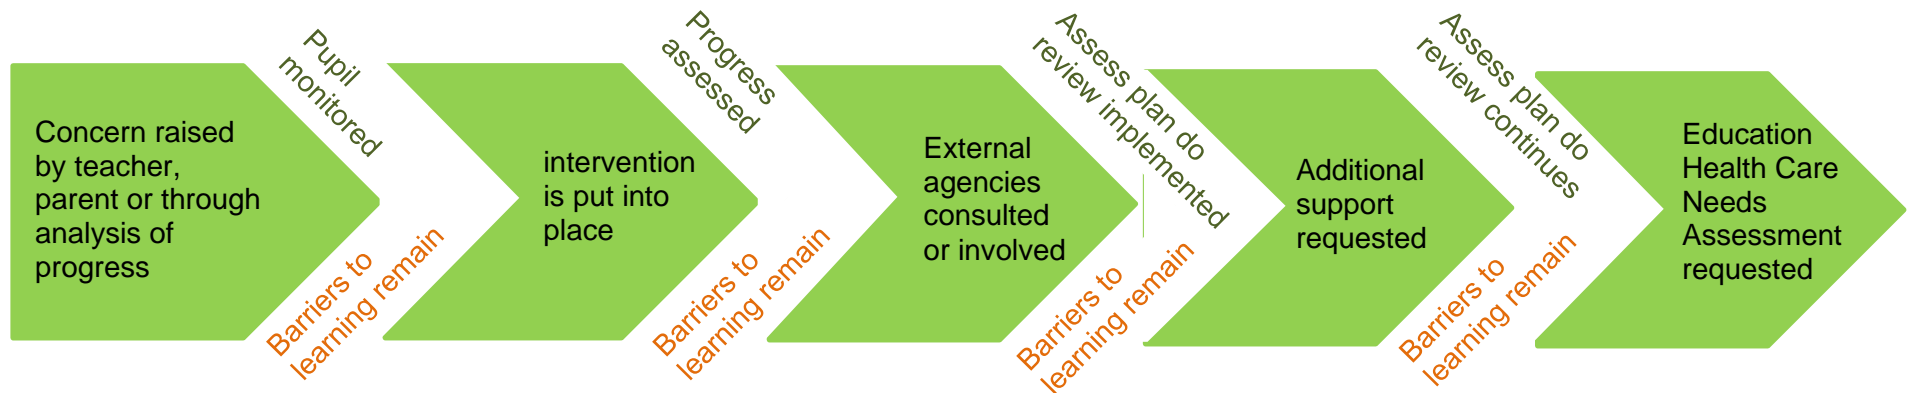 Concern raised
by teacher,
parent or through
analysis of
progress
Pupil
monitored
Barriers to
learning remain
intervention
is put into
place
Progress
assessed
Barriers to
learning remain
External
agencies
consulted
or involved
Assess plan do
review implemented
Barriers to
learning remain
Additional
support
requested
Assess plan do
review continues
Barriers to
learning remain
Education
Health Care
Needs
Assessment
requested